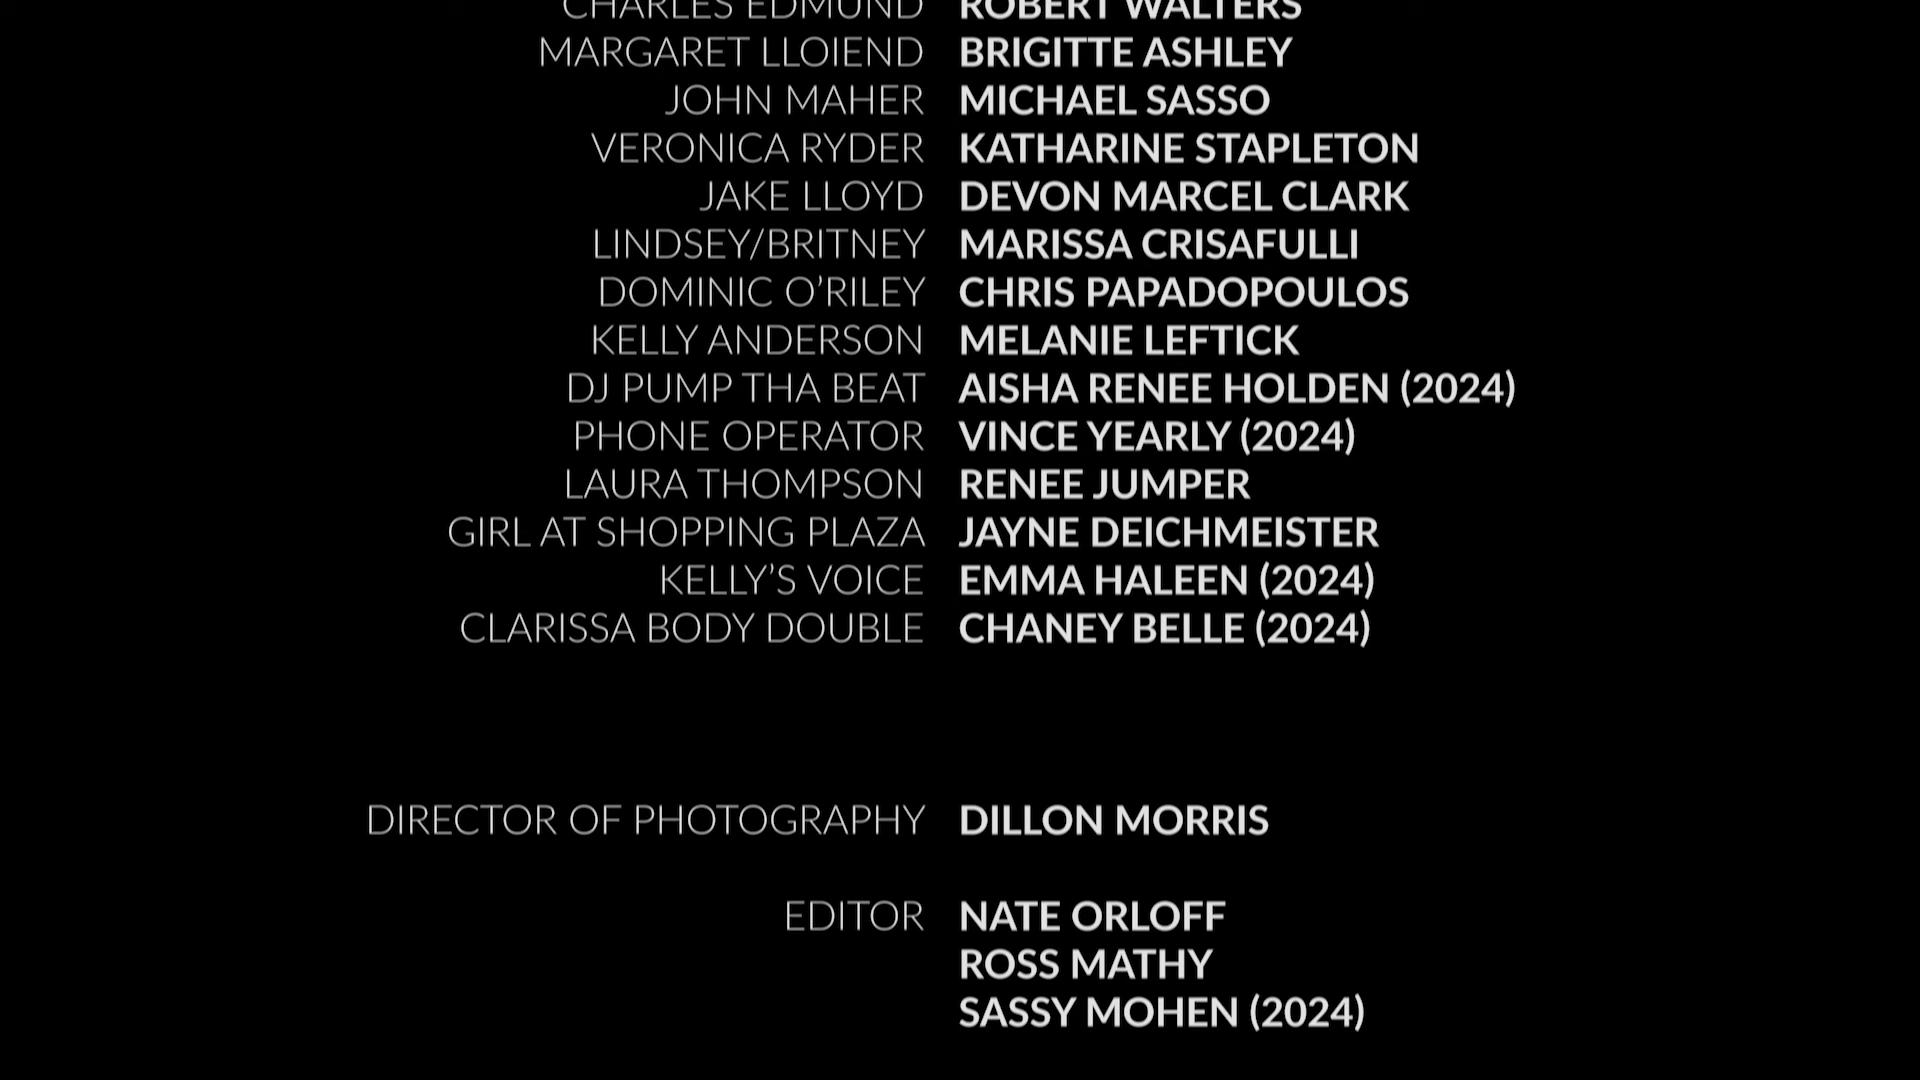 CHARLES EDMUND ROBERT WALTERS
MARGARET LLOIEND BRIGITTE ASHLEY
JOHN MAHER MICHAEL SASSO
VERONICA RYDER KATHARINE STAPLETON
JAKE LLOYD DEVON MARCEL CLARK
LINDSEY/BRITNEY MARISSA CRISAFULLI
DOMINIC O’RILEY CHRIS PAPADOPOULOS
KELLY ANDERSON MELANIE LEFTICK
DJ PUMP THA BEAT AISHA RENEE HOLDEN (2024)
PHONE OPERATOR VINCE YEARLY (2024)
LAURA THOMPSON RENEE JUMPER
GIRL AT SHOPPING PLAZA JAYNE DEICHMEISTER
KELLY’S VOICE EMMA HALEEN (2024)
CLARISSA BODY DOUBLE CHANEY BELLE (2024)
DIRECTOR OF PHOTOGRAPHY DILLON MORRIS
EDITOR NATE ORLOFF
ROSS MATHY
SASSY MOHEN (2024)